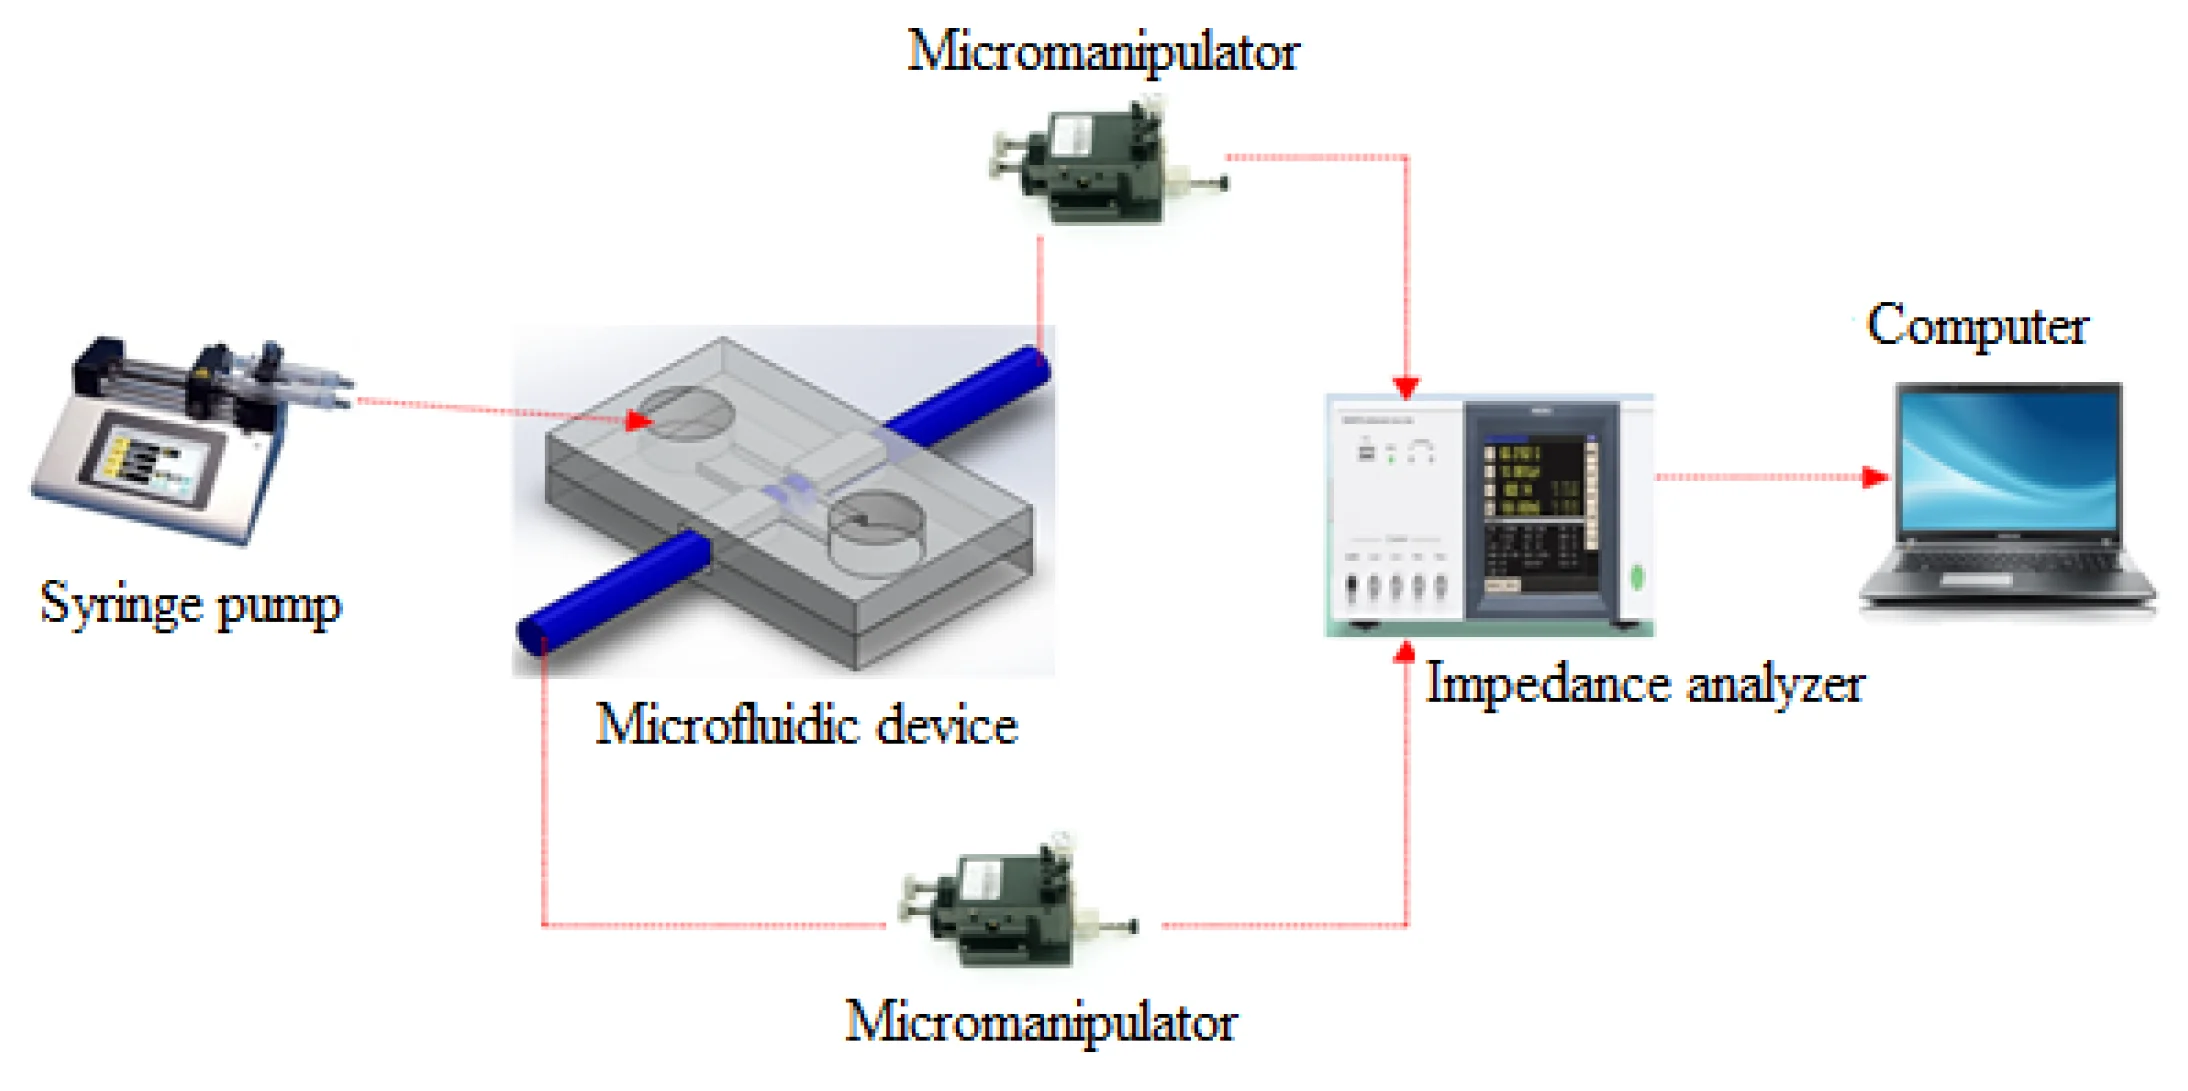 Micromanipulator
Computer
Syringe pump
Microfluidic device
Impedance analyzer
Micromanipulator